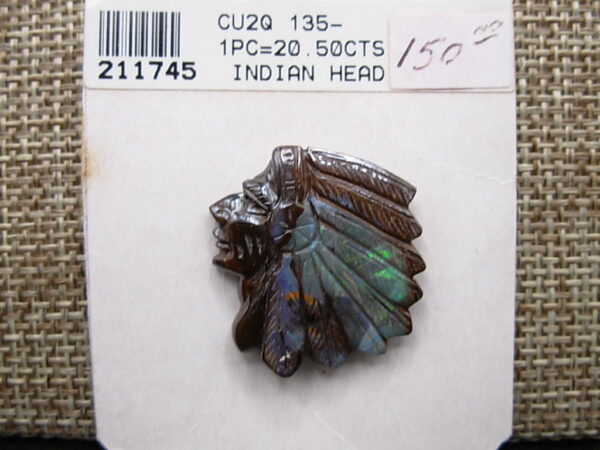 CU2Q 135-
1PC=20.50CTS
211745 INDIAN HEAD
150.00